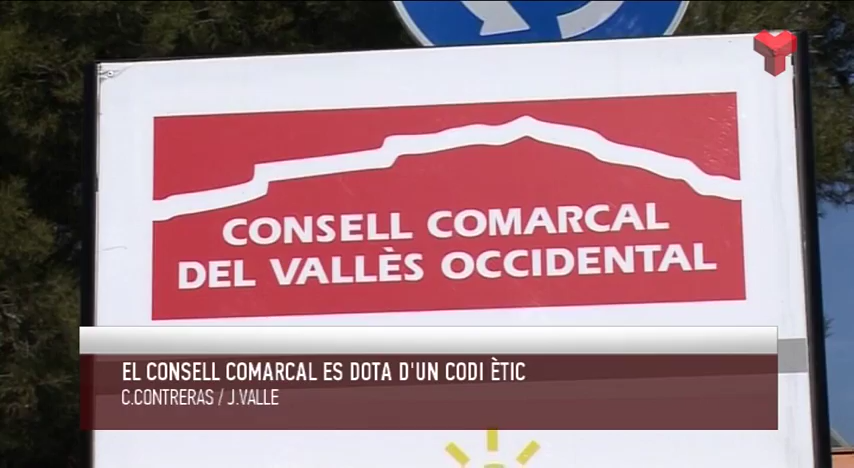 CONSELL COMARCAL
DEL VALLÈS OCCIDENTAL
EL CONSELL COMARCAL ES DOTA D'UN CODI ÈTIC
C.CONTRERAS / J.VALLE